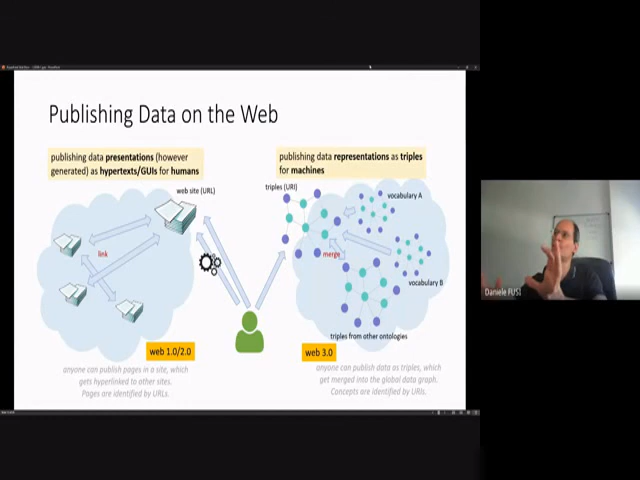 Publishing Data on the Web
publishing data presentations (however
generated) as hypertexts/GUIs for humans
publishing data representations as triples
for machines
web site (URL)
triples (URI)
vocabulary A
link
merge
vocabulary B
triples from other ontologies
web 1.0/2.0
web 3.0
anyone can publish pages in a site, which
gets hyperlinked to other sites.
Pages are identified by URLs.
anyone can publish data as triples, which
get merged into the global data graph.
Concepts are identified by URIs.
Daniele FUSI